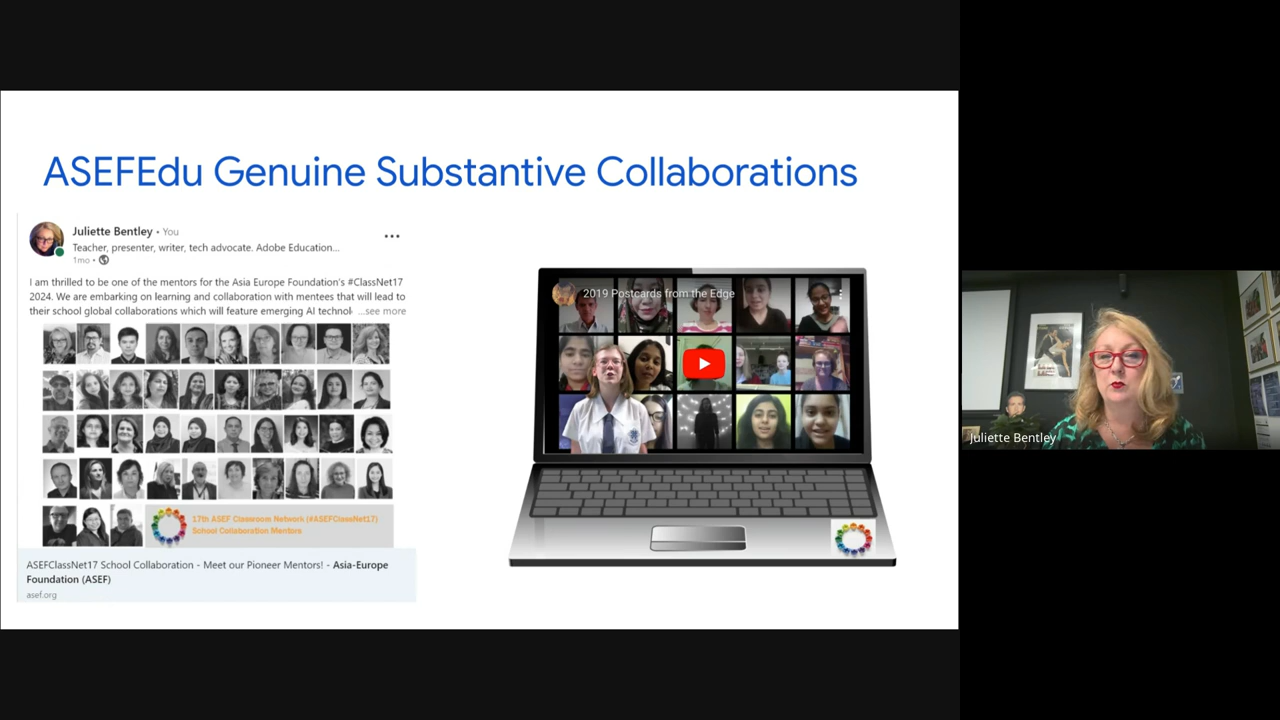 ASEFEdu Genuine Substantive Collaborations
Juliette Bentley • You
Teacher, presenter, writer, tech advocate. Adobe Education...
1mo •
I am thrilled to be one of the mentors for the Asia Europe Foundation's #ClassNet17
2024. We are embarking on learning and collaboration with mentees that will lead to
their school global collaborations which will feature emerging AI technol ...see more
17th ASEF Classroom Network (#ASEFClassNet17)
School Collaboration Mentors
ASEFClassNet17 School Collaboration - Meet our Pioneer Mentors! - Asia-Europe
Foundation (ASEF)
asef.org
2019 Postcards from the Edge
Juliette Bentley